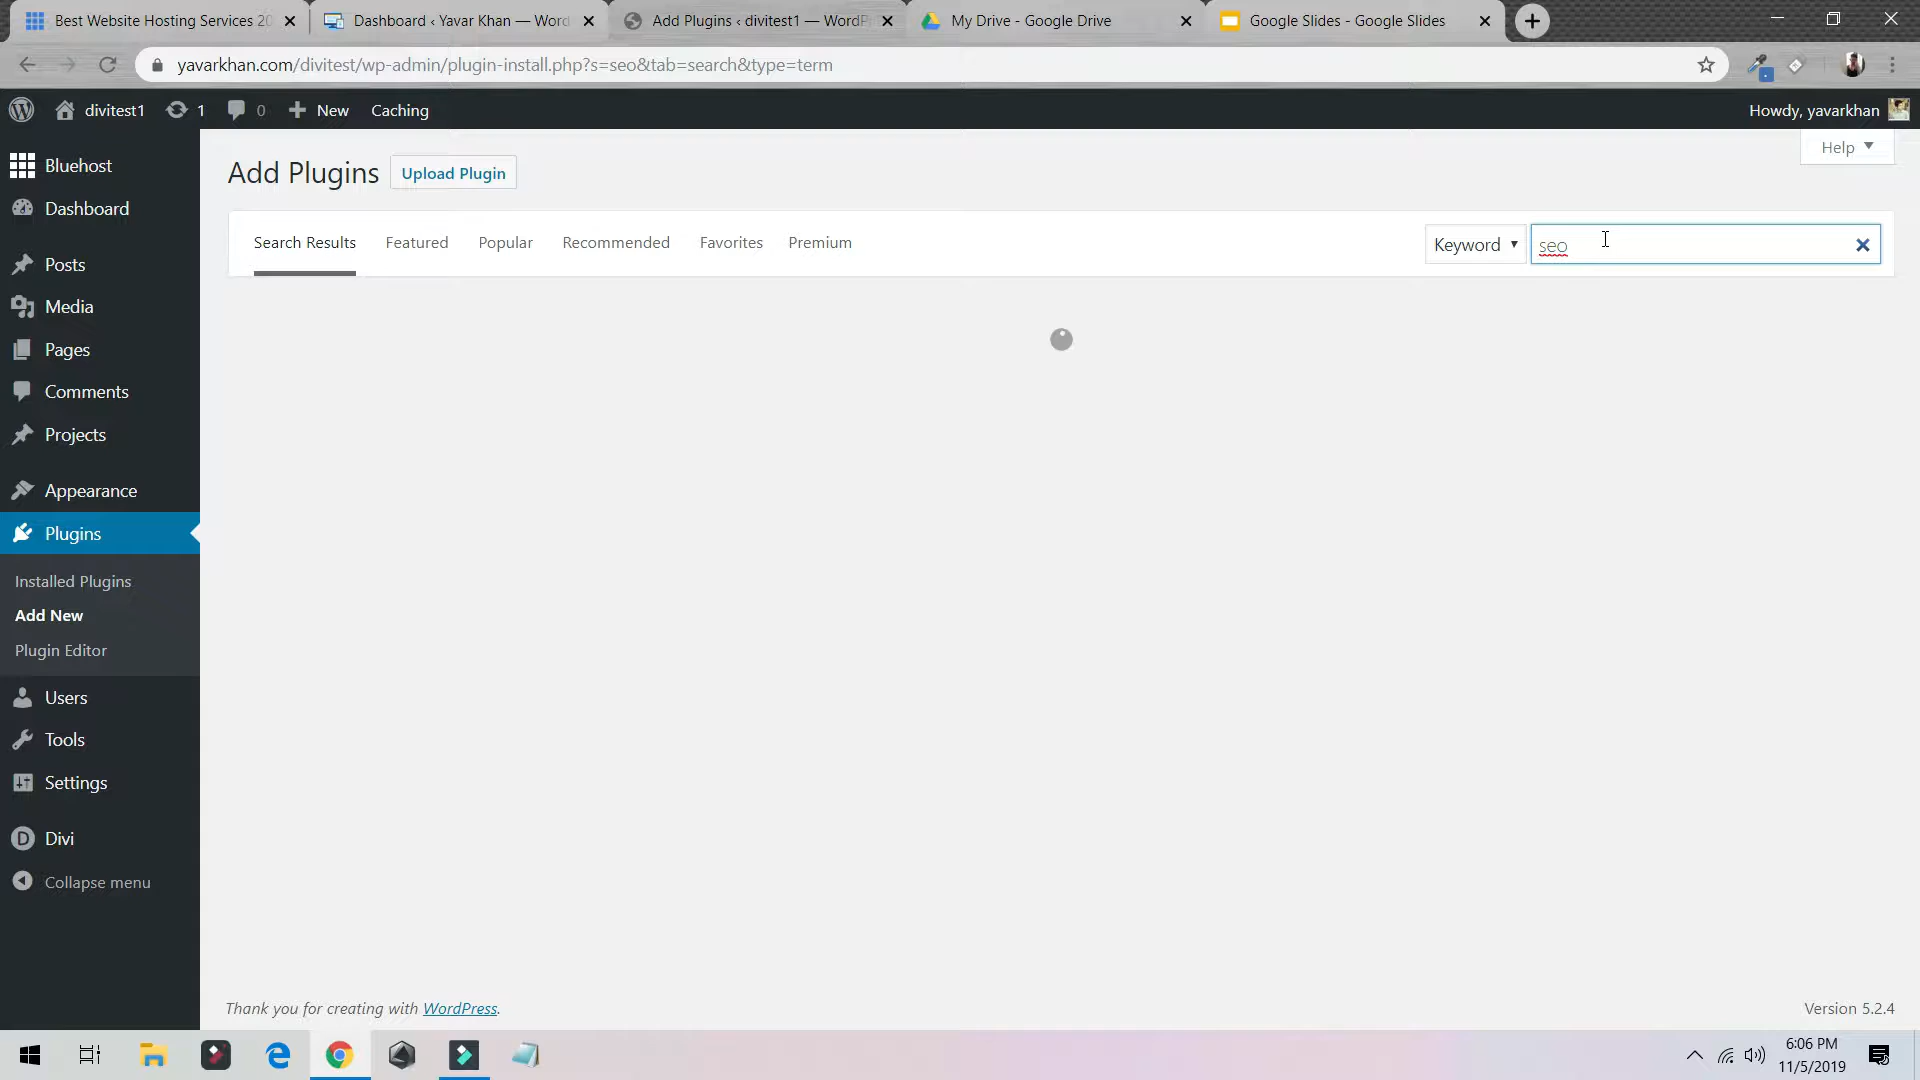 Best Website Hosting Services 20
Dashboard ‹ Yavar Khan — Word
Add Plugins ‹ divitest1 — WordPr
My Drive - Google Drive
Google Slides - Google Slides
yavarkhan.com/divitest/wp-admin/plugin-install.php?s=seo&tab=search&type=term
divitest1
1
0
New
Caching
Howdy, yavarkhan
Bluehost
Dashboard
Posts
Media
Pages
Comments
Projects
Appearance
Plugins
Installed Plugins
Add New
Plugin Editor
Users
Tools
Settings
Divi
Collapse menu
Add Plugins
Upload Plugin
Help
Search Results
Featured
Popular
Recommended
Favorites
Premium
Keyword
seo
Thank you for creating with WordPress.
Version 5.2.4
6:06 PM
11/5/2019